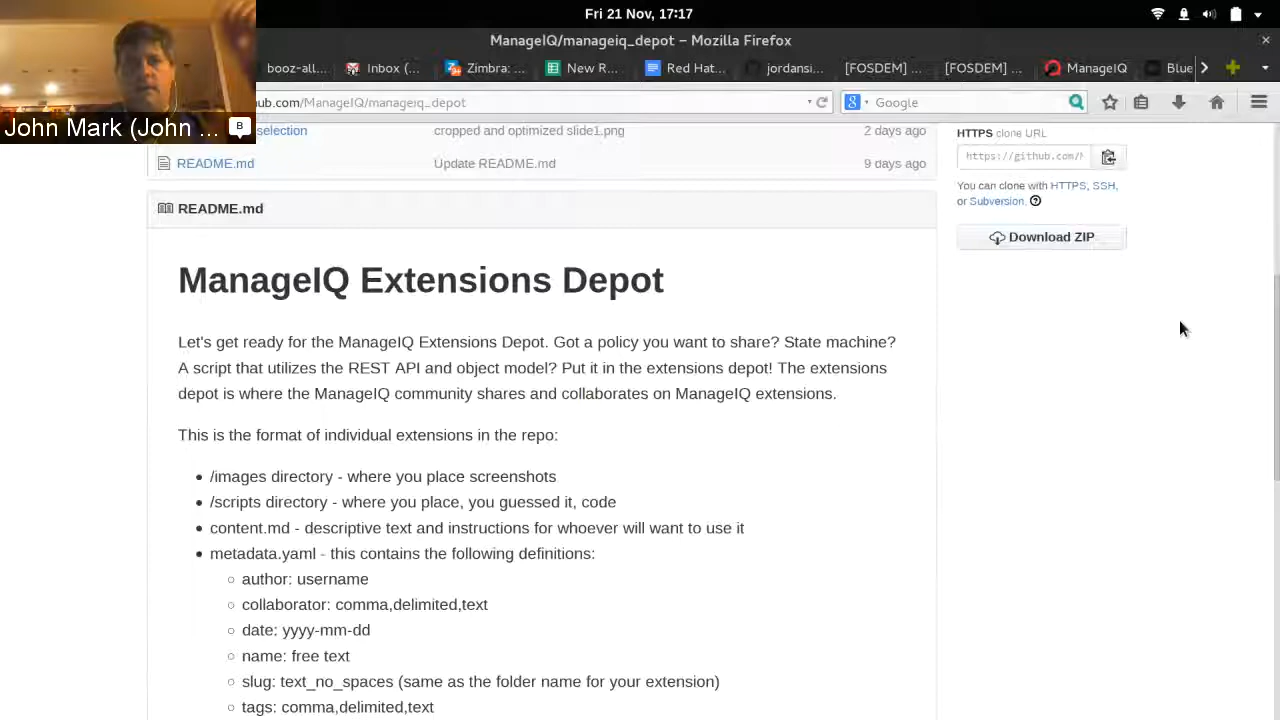 Fri 21 Nov, 17:17
ManageIQ/manageiq_depot – Mozilla Firefox
booz-all... Inbox (... Zimbra: ... New R... Red Hat... jordansi... [FOSDEM] ... [FOSDEM] ... ManageIQ Blue
hub.com/ManageIQ/manageiq_depot Google
John Mark (John ... B
selection cropped and optimized slide1.png 2 days ago
README.md Update README.md 9 days ago
HTTPS clone URL
https://github.com/
You can clone with HTTPS, SSH,
or Subversion.
Download ZIP
README.md
ManageIQ Extensions Depot
Let's get ready for the ManageIQ Extensions Depot. Got a policy you want to share? State machine?
A script that utilizes the REST API and object model? Put it in the extensions depot! The extensions
depot is where the ManageIQ community shares and collaborates on ManageIQ extensions.
This is the format of individual extensions in the repo:
/images directory - where you place screenshots
/scripts directory - where you place, you guessed it, code
content.md - descriptive text and instructions for whoever will want to use it
metadata.yaml - this contains the following definitions:
author: username
collaborator: comma,delimited,text
date: yyyy-mm-dd
name: free text
slug: text_no_spaces (same as the folder name for your extension)
tags: comma,delimited,text